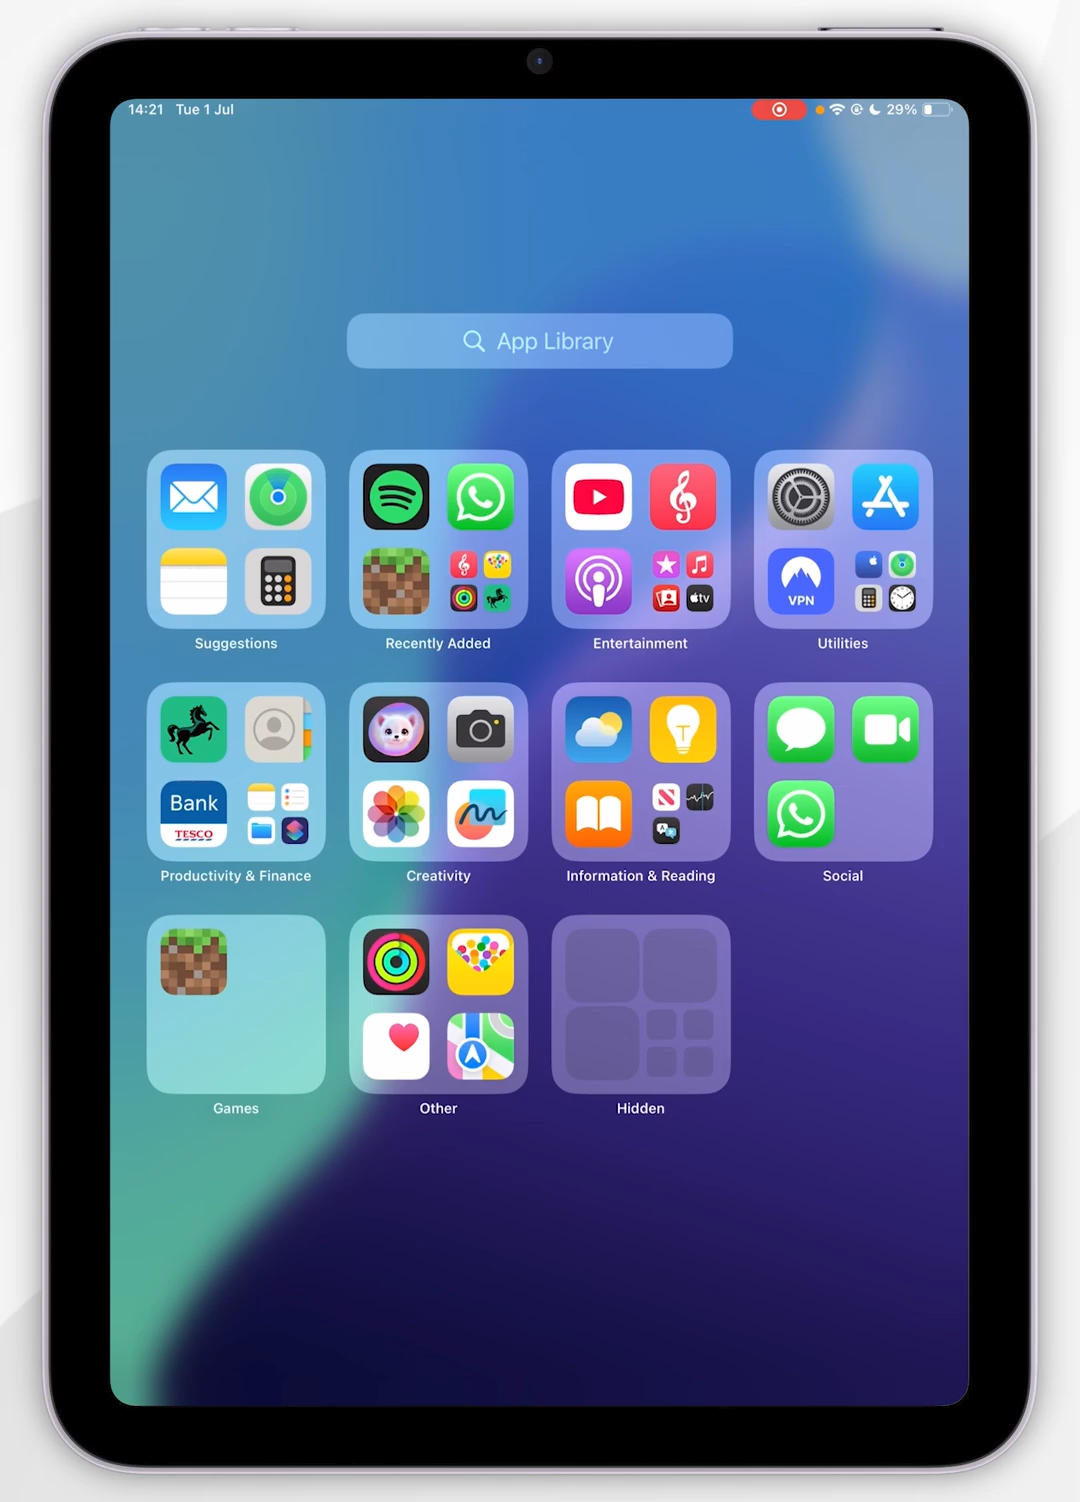 14:21 Tue 1 Jul 29%
App Library
VPN
tv
Suggestions Recently Added Entertainment Utilities
Bank
TESCO
Productivity & Finance Creativity Information & Reading Social
Games Other Hidden